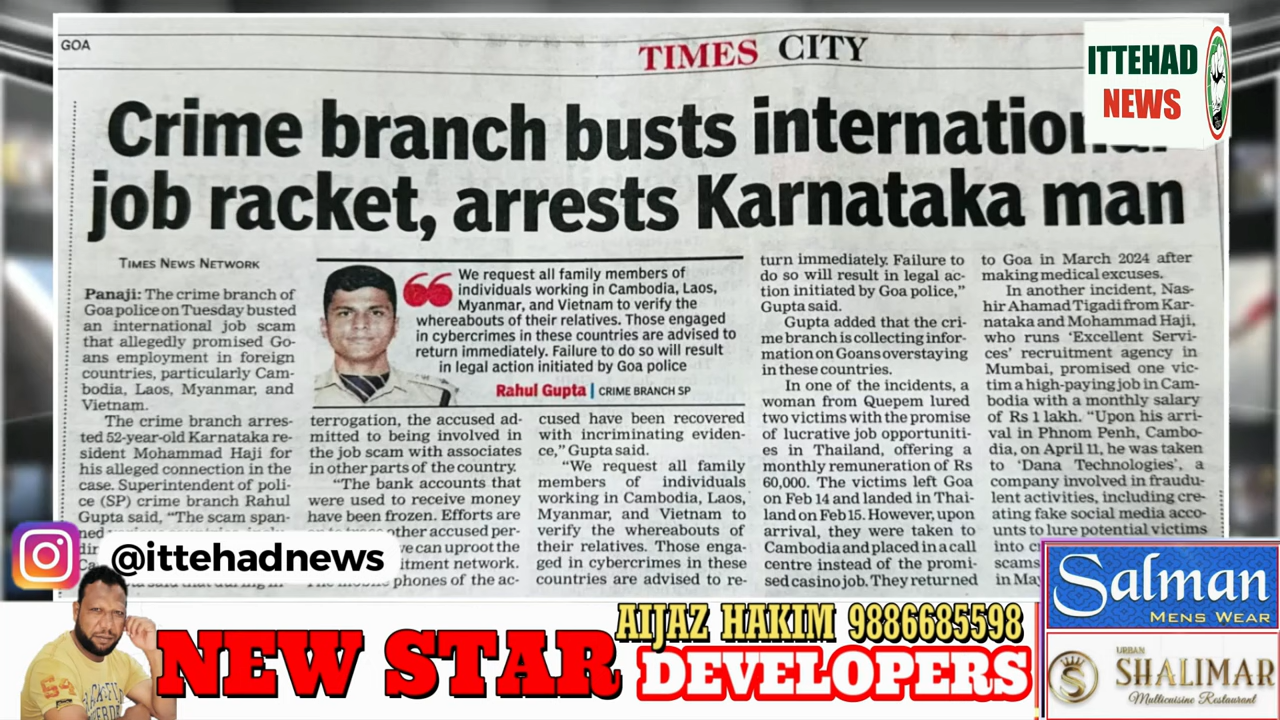 GOA
TIMES CITY
ITTEHAD
NEWS
Crime branch busts internation
job racket, arrests Karnataka man
TIMES NEWS NETWORK
Panaji: The crime branch of
Goa police on Tuesday busted
an international job scam
that allegedly promised Go-
ans employment in foreign
countries, particularly Cam-
bodia, Laos, Myanmar, and
Vietnam.
The crime branch arres-
ted 52-year-old Karnataka re-
sident Mohammad Haji for
his alleged connection in the
case. Superintendent of poli-
ce (SP) crime branch Rahul
Gupta said, "The scam span-
We request all family members of
individuals working in Cambodia, Laos,
Myanmar, and Vietnam to verify the
whereabouts of their relatives. Those engaged
in cybercrimes in these countries are advised to
return immediately. Failure to do so will result
in legal action initiated by Goa police
Rahul Gupta | CRIME BRANCH SP
terrogation, the accused ad-
mitted to being involved in
the job scam with associates
in other parts of the country.
"The bank accounts that
were used to receive money
have been frozen. Efforts are
other accused per-
we can uproot the
itment network.
phones of the ac-
cused have been recovered
with incriminating eviden-
ce," Gupta said.
"We request all family
members of individuals
working in Cambodia, Laos,
Myanmar, and Vietnam to
verify the whereabouts of
their relatives. Those enga-
ged in cybercrimes in these
countries are advised to re-
turn immediately. Failure to
do so will result in legal ac-
tion initiated by Goa police,"
Gupta said.
Gupta added that the cri-
me branch is collecting infor-
mation on Goans overstaying
in these countries.
In one of the incidents, a
woman from Quepem lured
two victims with the promise
of lucrative job opportuniti-
es in Thailand, offering a
monthly remuneration of Rs
60,000. The victims left Goa
on Feb 14 and landed in Thai-
land on Feb 15. However, upon
arrival, they were taken to
Cambodia and placed in a call
centre instead of the promi-
sed casino job. They returned
to Goa in March 2024 after
making medical excuses.
In another incident, Nas-
hir Ahamad Tigadi from Kar-
nataka and Mohammad Haji,
who runs 'Excellent Servi-
ces' recruitment agency in
Mumbai, promised one vic-
tim a high-paying job in Cam-
bodia with a monthly salary
of Rs 1 lakh. "Upon his arri-
val in Phnom Penh, Cambo-
dia, on April 11, he was taken
to 'Dana Technologies', a
company involved in fraudu-
lent activities, including cre-
ating fake social media acco-
unts to lure potential victims
into
scams
in
@ittehadnews
NEW STAR
AIJAZ HAKIM 9886685598
DEVELOPERS
Salman
MENS WEAR
URBAN
SHALIMAR
Multicuisine Restaurant